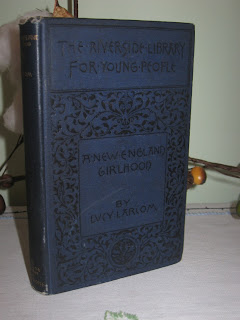 THE RIVERSIDE LIBRARY
FOR YOUNG PEOPLE
A NEW ENGLAND
GIRLHOOD
BY
LUCY LARCOM